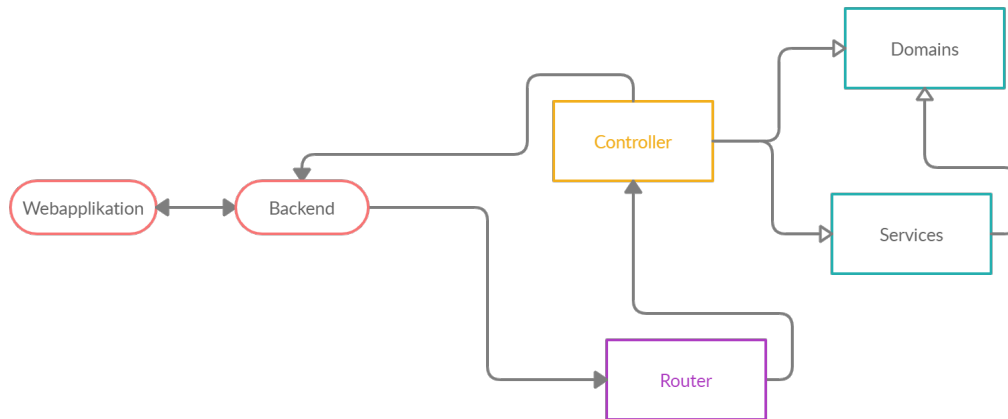 Domains
Controller
Webapplikation
Backend
Services
Router